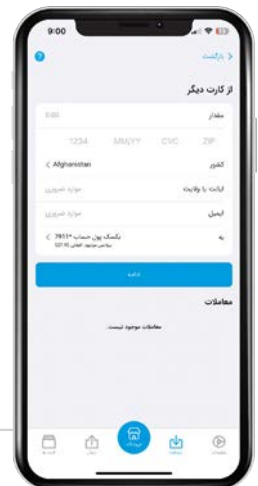 9:00
بازگشت
?
از کارت دیگر
مقدار
0.00
1234 MM/YY CVC ZIP
کشور
Afghanistan
ایالت یا ولایت
موارد ضروری
ایمیل
موارد ضروری
به
بکسک پول حساب *7951
ادامه
معاملات
معاملات موجود نیست.